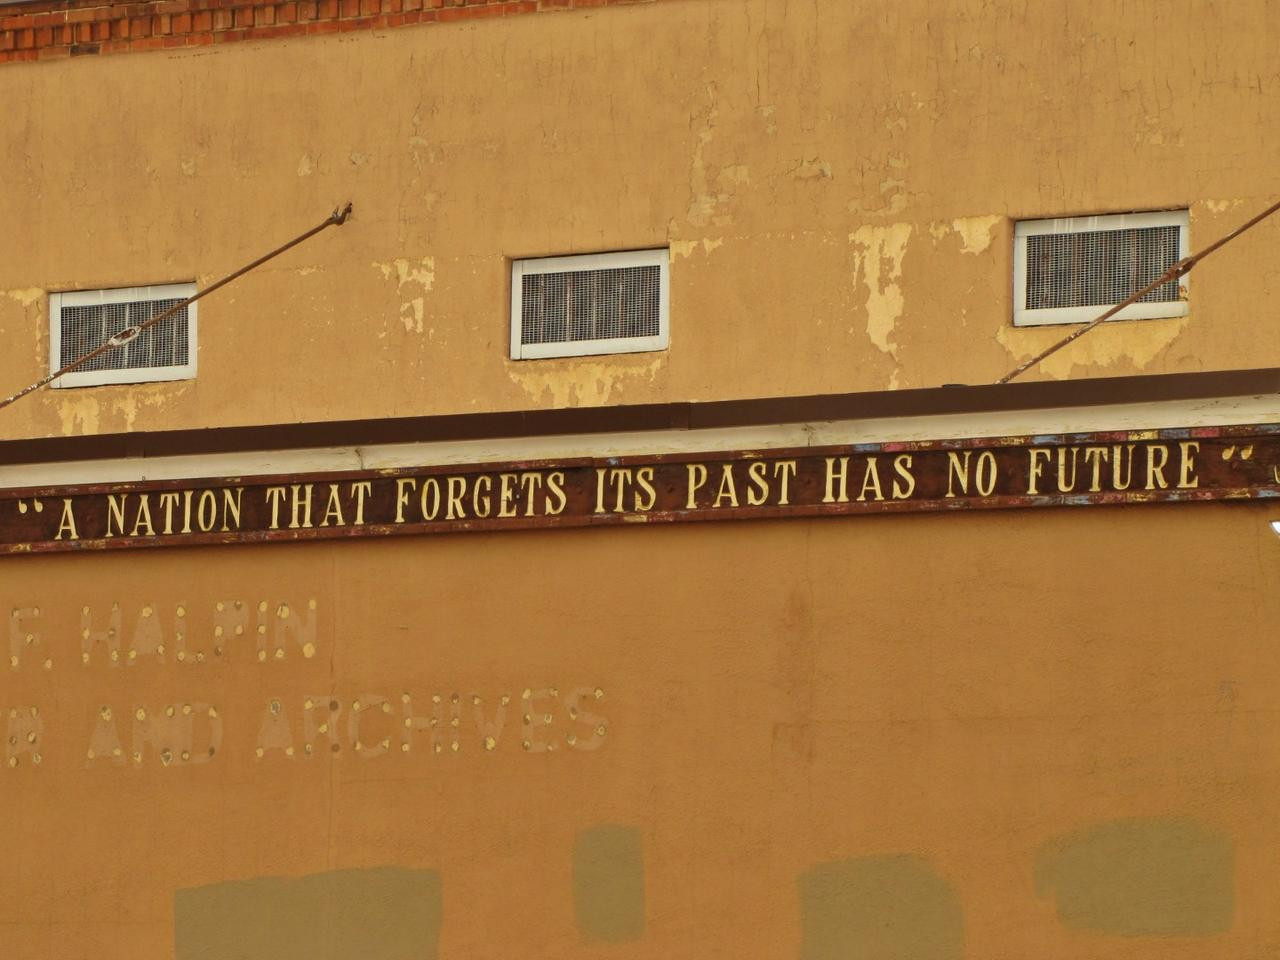 “A NATION THAT FORGETS ITS PAST HAS NO FUTURE“
F. HALPIN
AND ARCHIVES